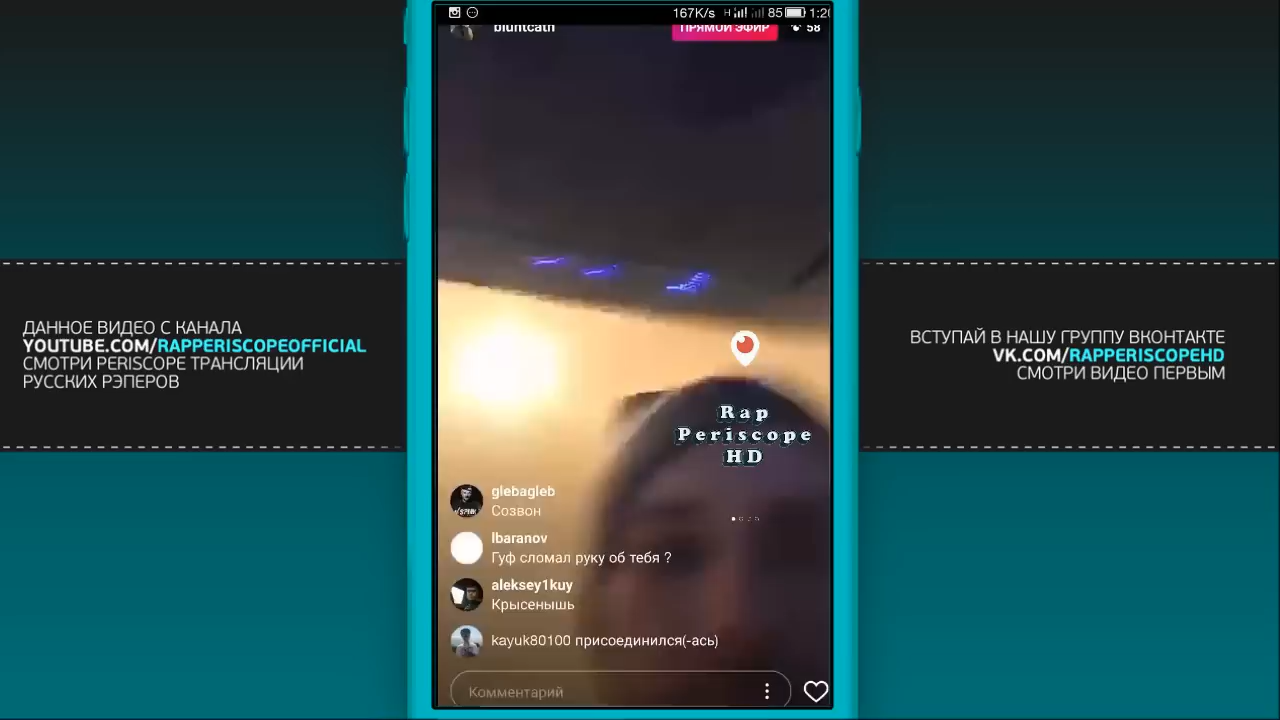 167K/s H 85 1:20
bluntcath
ПРЯМОЙ ЭФИР
58
ДАННОЕ ВИДЕО С КАНАЛА
YOUTUBE.COM/RAPPERISCOPEOFFICIAL
СМОТРИ PERISCOPE ТРАНСЛЯЦИИ
РУССКИХ РЭПЕРОВ
ВСТУПАЙ В НАШУ ГРУППУ ВКОНТАКТЕ
VK.COM/RAPPERISCOPEHD
СМОТРИ ВИДЕО ПЕРВЫМ
Rap
Periscope
HD
glebagleb
Созвон
lbaranov
Гуф сломал руку об тебя ?
aleksey1kuy
Крысенышь
kayuk80100 присоединился(-ась)
Комментарий